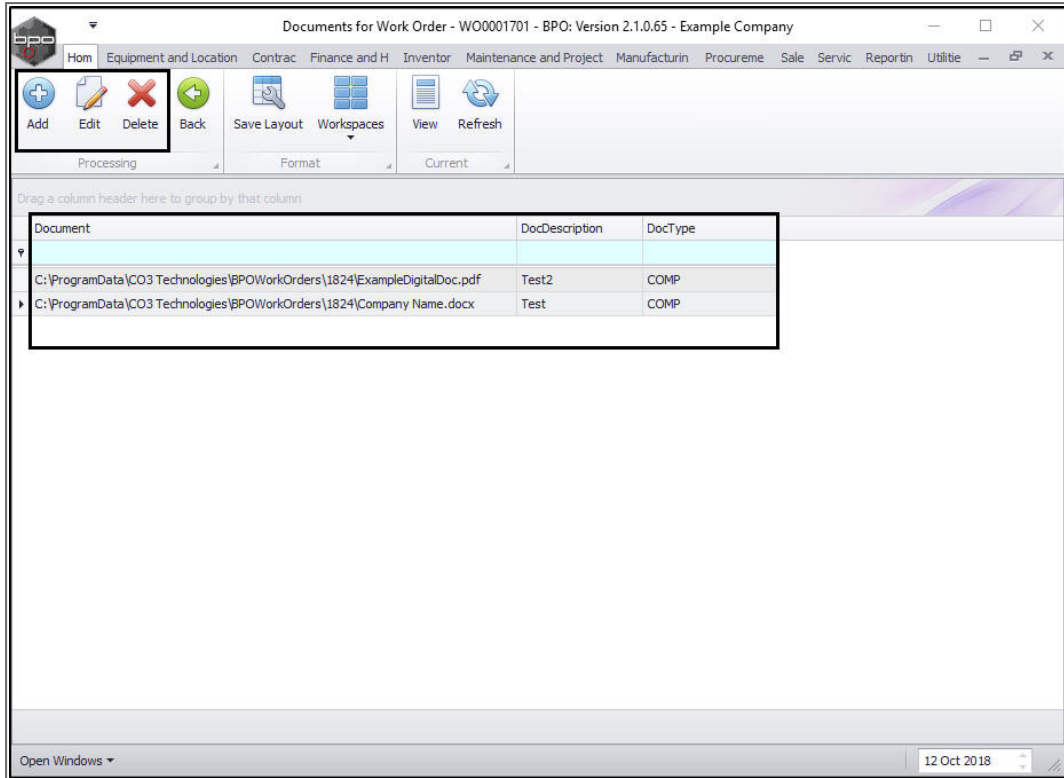 Documents for Work Order - WO0001701 - BPO: Version 2.1.0.65 - Example Company
bpo
Hom Equipment and Location Contrac Finance and H Inventor Maintenance and Project Manufacturin Procureme Sale Servic Reportin Utilitie
Add Edit Delete Back Save Layout Workspaces View Refresh
Processing Format Current
Drag a column header here to group by that column
Document DocDescription DocType
C:\ProgramData\CO3 Technologies\BPOWorkOrders\1824\ExampleDigitalDoc.pdf Test2 COMP
C:\ProgramData\CO3 Technologies\BPOWorkOrders\1824\Company Name.docx Test COMP
Open Windows 12 Oct 2018